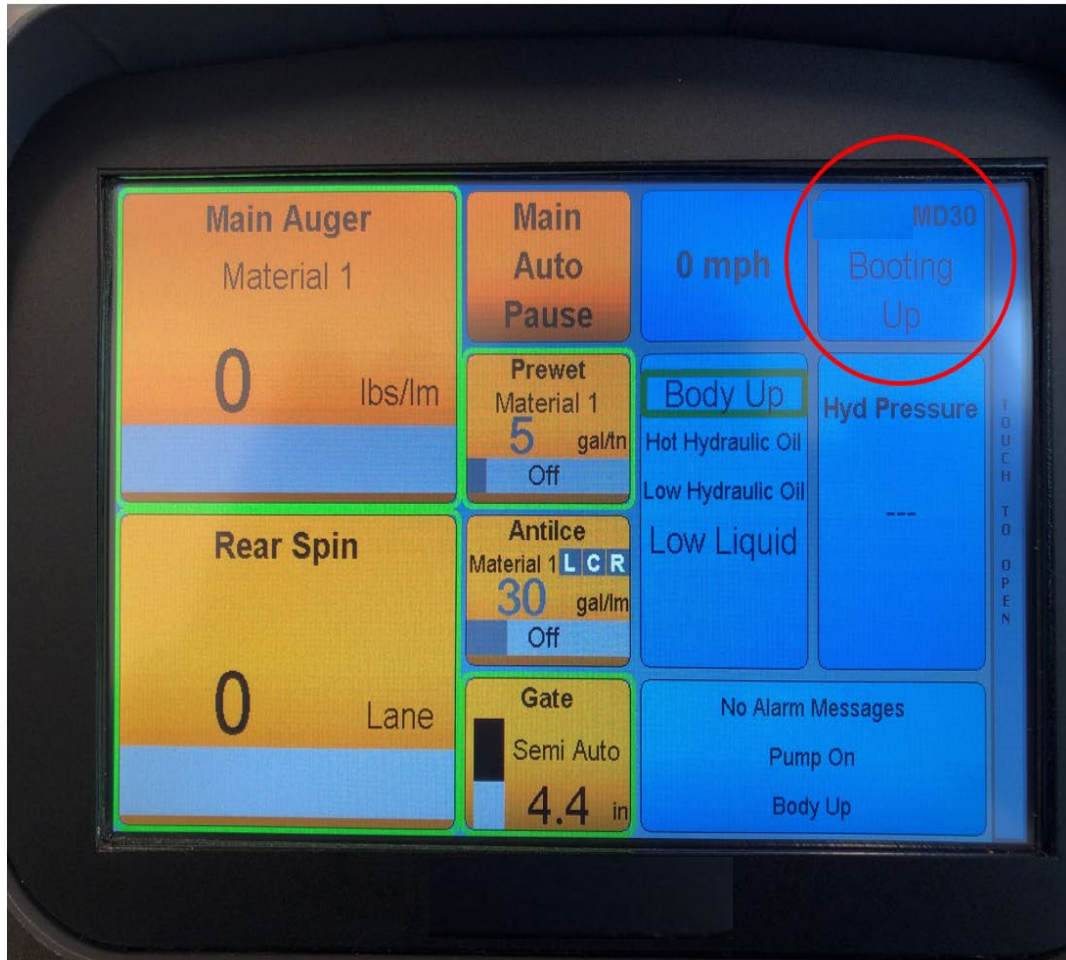 Main Auger
Material 1
0 lbs/lm
Rear Spin
0 Lane
Main
Auto
Pause
Prewet
Material 1
5 gal/tn
Off
AntiIce
Material 1 L C R
30 gal/lm
Off
Gate
Semi Auto
4.4 in
0 mph
MD30
Booting
Up
Body Up
Hot Hydraulic Oil
Low Hydraulic Oil
Low Liquid
Hyd Pressure
---
No Alarm Messages
Pump On
Body Up
TOUCH TO OPEN